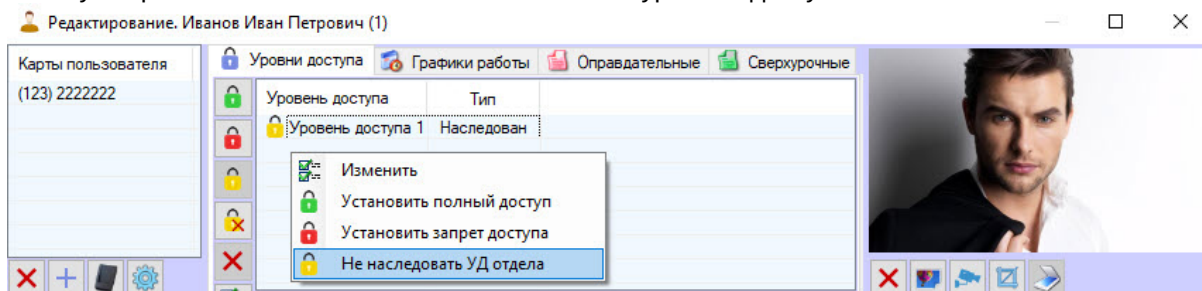 Редактирование. Иванов Иван Петрович (1)
Карты пользователя
(123) 2222222
Уровни доступа
Графики работы
Оправдательные
Сверхурочные
Уровень доступа
Тип
Уровень доступа 1
Наследован
Изменить
Установить полный доступ
Установить запрет доступа
Не наследовать УД отдела